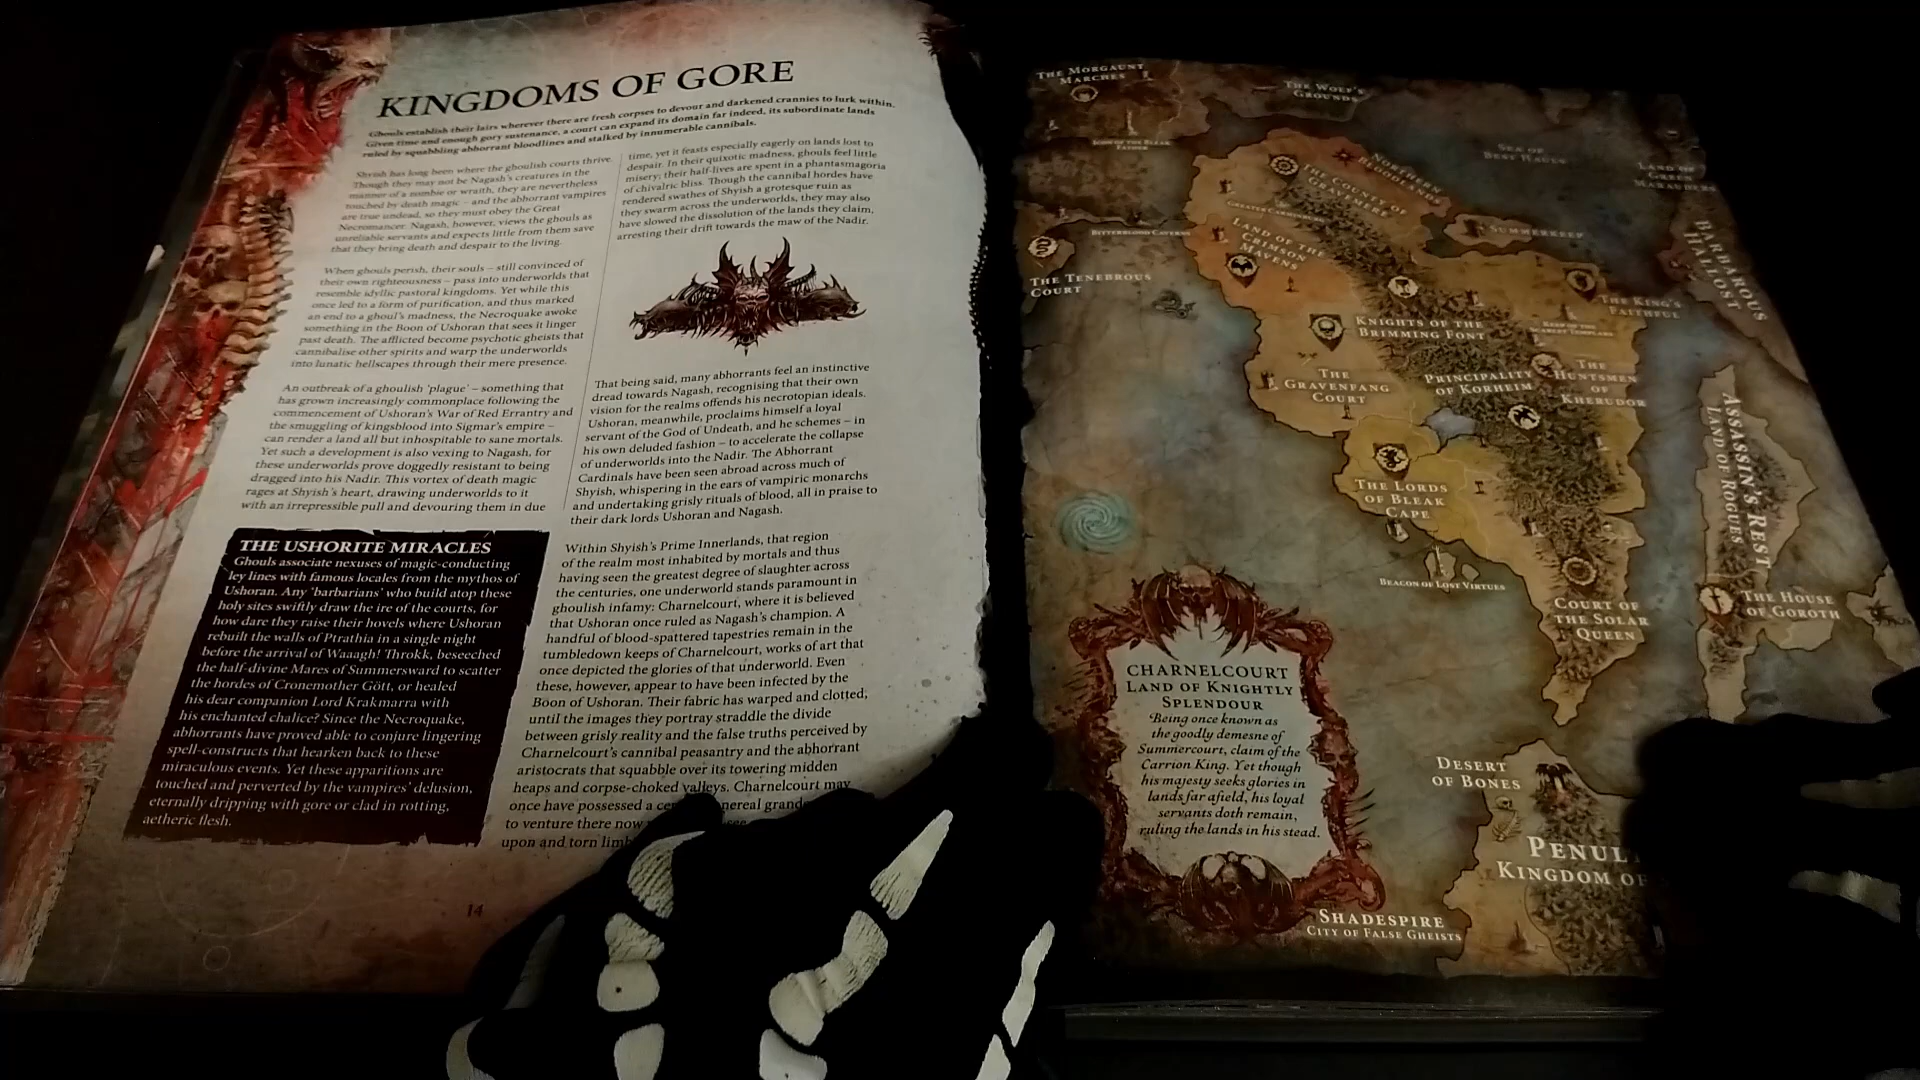 KINGDOMS OF GORE
Ghouls establish their lairs wherever there are fresh corpses to devour and darkened crannies to lurk within.
Given time and enough gory sustenance, a court can expand its domain far indeed, its subordinate lands
ruled by squabbling abhorrant bloodlines and stalked by innumerable cannibals.
Shyish has long been where the ghoulish courts thrive.
Though they may not be Nagash's creatures in the
manner of a zombie or wraith, they are nevertheless
touched by death magic – and the abhorrant vampires
are true undead, so they must obey the Great
Necromancer. Nagash, however, views the ghouls as
unreliable servants and expects little from them save
that they bring death and despair to the living.
When ghouls perish, their souls – still convinced of
their own righteousness – pass into underworlds that
resemble idyllic pastoral kingdoms. Yet while this
once led to a form of purification, and thus marked
an end to a ghoul's madness, the Necroquake awoke
something in the Boon of Ushoran that sees it linger
past death. The afflicted become psychotic gheists that
cannibalise other spirits and warp the underworlds
into lunatic hellscapes through their mere presence.
An outbreak of a ghoulish 'plague' – something that
has grown increasingly commonplace following the
commencement of Ushoran's War of Red Errantry and
the smuggling of kingsblood into Sigmar's empire –
can render a land all but inhospitable to sane mortals.
Yet such a development is also vexing to Nagash, for
these underworlds prove doggedly resistant to being
dragged into his Nadir. This vortex of death magic
rages at Shyish's heart, drawing underworlds to it
with an irrepressible pull and devouring them in due
time, yet it feasts especially eagerly on lands lost to
despair. In their quixotic madness, ghouls feel little
misery; their half-lives are spent in a phantasmagoria
of chivalric bliss. Though the cannibal hordes have
rendered swathes of Shyish a grotesque ruin as
they swarm across the underworlds, they may also
have slowed the dissolution of the lands they claim,
arresting their drift towards the maw of the Nadir.
That being said, many abhorrants feel an instinctive
dread towards Nagash, recognising that their own
vision for the realms offends his necrotopian ideals.
Ushoran, meanwhile, proclaims himself a loyal
servant of the God of Undeath, and he schemes – in
his own deluded fashion – to accelerate the collapse
of underworlds into the Nadir. The Abhorrant
Cardinals have been seen abroad across much of
Shyish, whispering in the ears of vampiric monarchs
and undertaking grisly rituals of blood, all in praise to
their dark lords Ushoran and Nagash.
Within Shyish's Prime Innerlands, that region
of the realm most inhabited by mortals and thus
having seen the greatest degree of slaughter across
the centuries, one underworld stands paramount in
ghoulish infamy: Charnelcourt, where it is believed
that Ushoran once ruled as Nagash's champion. A
handful of blood-spattered tapestries remain in the
tumbledown keeps of Charnelcourt, works of art that
once depicted the glories of that underworld. Even
these, however, appear to have been infected by the
Boon of Ushoran. Their fabric has warped and clotted,
until the images they portray straddle the divide
between grisly reality and the false truths perceived by
Charnelcourt's cannibal peasantry and the abhorrant
aristocrats that squabble over its towering midden
heaps and corpse-choked valleys. Charnelcourt may
once have possessed a
to venture there now
upon and torn limb
THE USHORITE MIRACLES
Ghouls associate nexuses of magic-conducting
ley lines with famous locales from the mythos of
Ushoran. Any 'barbarians' who build atop these
holy sites swiftly draw the ire of the courts, for
how dare they raise their hovels where Ushoran
rebuilt the walls of Ptrathia in a single night
before the arrival of Waaagh! Throkk, beseeched
the half-divine Mares of Summersward to scatter
the hordes of Cronemother Gött, or healed
his dear companion Lord Krakmarra with
his enchanted chalice? Since the Necroquake,
abhorrants have proved able to conjure lingering
spell-constructs that hearken back to these
miraculous events. Yet these apparitions are
touched and perverted by the vampires' delusion,
eternally dripping with gore or clad in rotting,
aetheric flesh.
14
THE MORGAUNT
MARCHES
THE WOLF'S
GROUNDS
ICON OF THE BLEAK
FATHER
SEA OF
BEST HAULS
LAND OF
GREEN
MARAUDERS
NORTHERN
BLOODLANDS
THE COUNTY OF
GRACEMERE
LAND OF THE
CRIMSON
MAVENS
BITTERBLOOD CAVERNS
SUMMERKEEP
BARBAROUS
HALLOST
THE TENEBROUS
COURT
THE KING'S
FAITHFUL
KNIGHTS OF THE
BRIMMING FONT
THE
GRAVENFANG
COURT
PRINCIPALITY
OF KORHEIM
THE
HUNTSMEN
OF
KHERUDOR
ASSASSIN'S REST
LAND OF ROGUES
THE LORDS
OF BLEAK
CAPE
BEACON OF LOST VIRTUES
COURT OF
THE SOLAR
QUEEN
THE HOUSE
OF GOROTH
CHARNELCOURT
LAND OF KNIGHTLY
SPLENDOUR
Being once known as
the goodly demesne of
Summercourt, claim of the
Carrion King. Yet though
his majesty seeks glories in
lands far afield, his loyal
servants doth remain,
ruling the lands in his stead.
DESERT
OF BONES
KINGDOM OF
SHADESPIRE
CITY OF FALSE GHEISTS